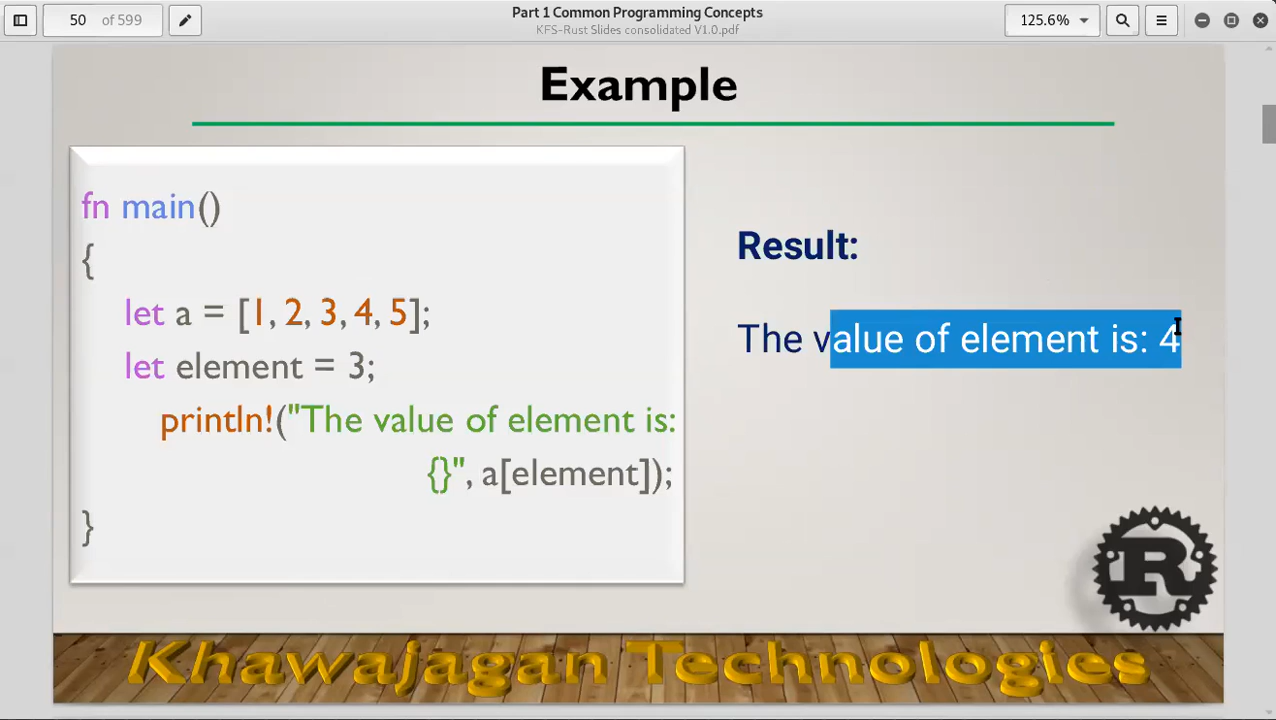 50 of 599
Part 1 Common Programming Concepts
KFS-Rust Slides consolidated V1.0.pdf
125.6%
Example
fn main()
{
let a = [1, 2, 3, 4, 5];
let element = 3;
println!("The value of element is:
{}", a[element]);
}
Result:
The value of element is: 4
R
Khawajagan Technologies